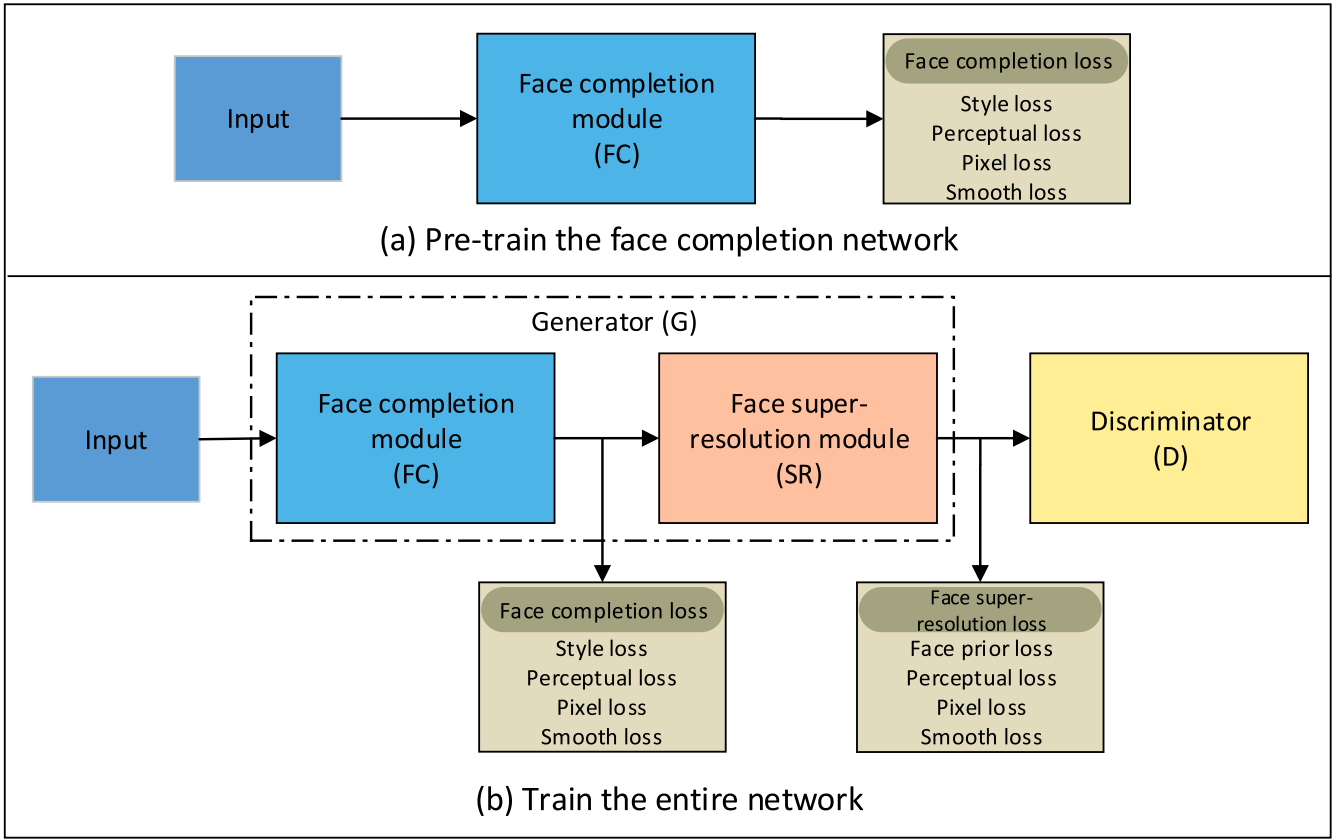 Input
Face completion
module
(FC)
Face completion loss
Style loss
Perceptual loss
Pixel loss
Smooth loss
(a) Pre-train the face completion network
Generator (G)
Input
Face completion
module
(FC)
Face super-
resolution module
(SR)
Discriminator
(D)
Face completion loss
Style loss
Perceptual loss
Pixel loss
Smooth loss
Face super-
resolution loss
Face prior loss
Perceptual loss
Pixel loss
Smooth loss
(b) Train the entire network